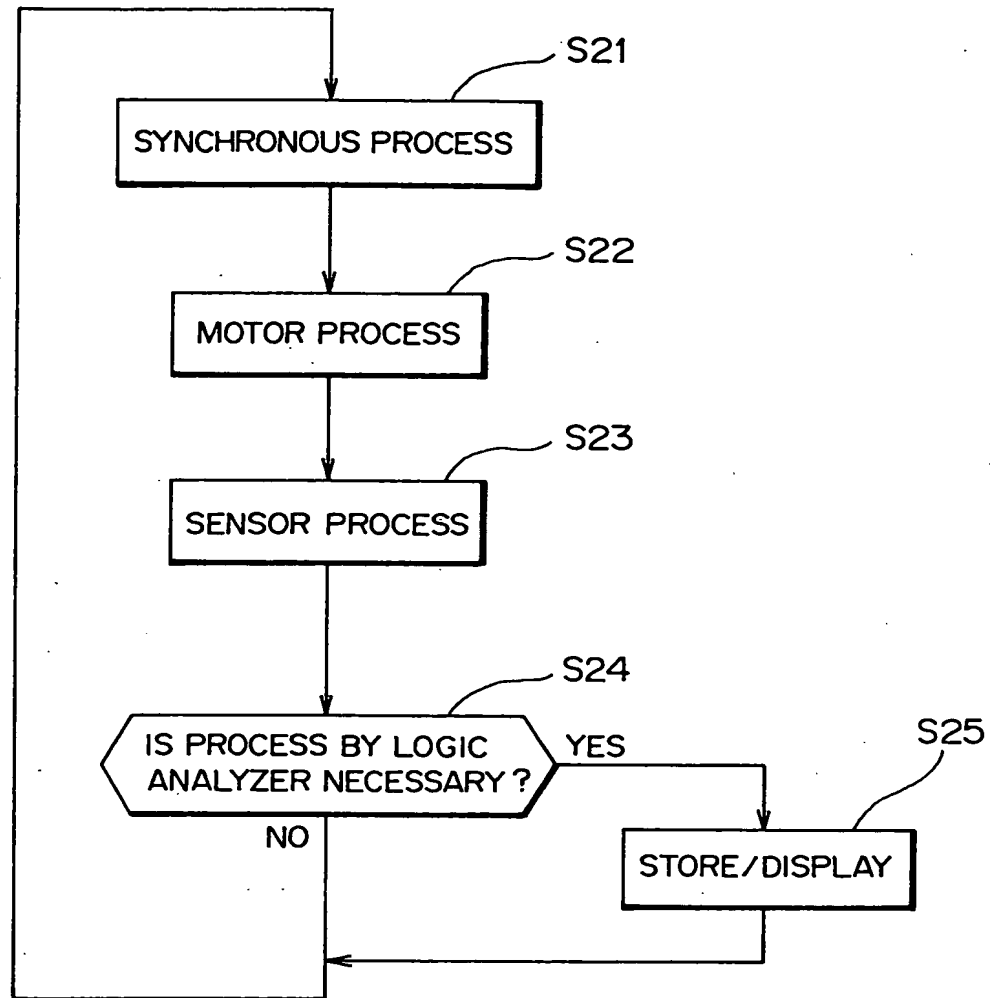 S21
SYNCHRONOUS PROCESS
S22
MOTOR PROCESS
S23
SENSOR PROCESS
S24
IS PROCESS BY LOGIC
ANALYZER NECESSARY?
YES
S25
NO
STORE/DISPLAY